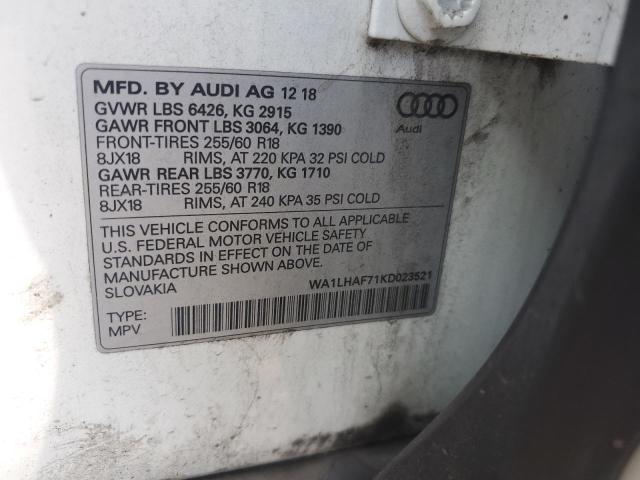 MFD. BY AUDI AG 12 18
GVWR LBS 6426, KG 2915
GAWR FRONT LBS 3064, KG 1390
FRONT-TIRES 255/60 R18
8JX18 RIMS, AT 220 KPA 32 PSI COLD
GAWR REAR LBS 3770, KG 1710
REAR-TIRES 255/60 R18
8JX18 RIMS, AT 240 KPA 35 PSI COLD
Audi
THIS VEHICLE CONFORMS TO ALL APPLICABLE
U.S. FEDERAL MOTOR VEHICLE SAFETY
STANDARDS IN EFFECT ON THE DATE OF
MANUFACTURE SHOWN ABOVE.
SLOVAKIA
WA1LHAF71KD023521
TYPE:
MPV